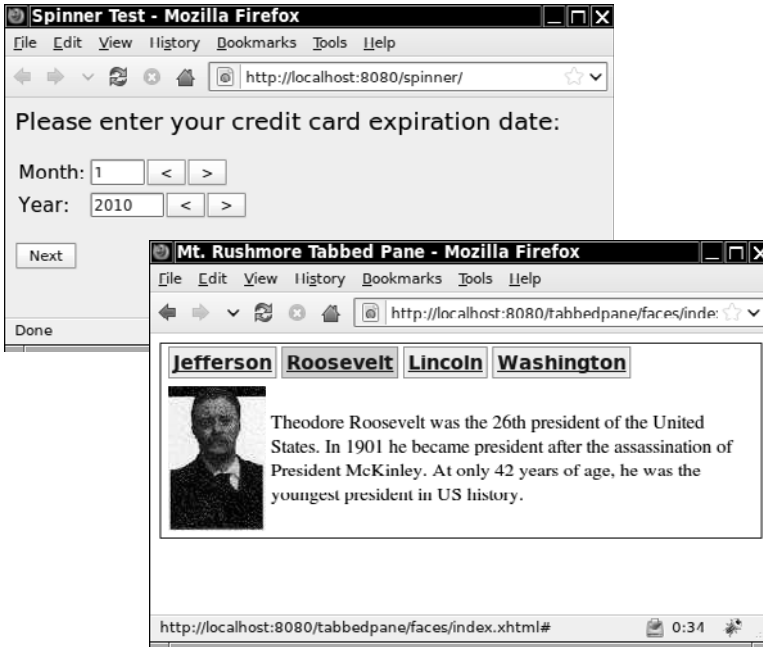 Spinner Test - Mozilla Firefox
File Edit View History Bookmarks Tools Help
http://localhost:8080/spinner/
Please enter your credit card expiration date:
Month: 1 < >
Year: 2010 < >
Next
Done
Mt. Rushmore Tabbed Pane - Mozilla Firefox
File Edit View History Bookmarks Tools Help
http://localhost:8080/tabbedpane/faces/inde
Jefferson Roosevelt Lincoln Washington
Theodore Roosevelt was the 26th president of the United
States. In 1901 he became president after the assassination of
President McKinley. At only 42 years of age, he was the
youngest president in US history.
http://localhost:8080/tabbedpane/faces/index.xhtml# 0:34